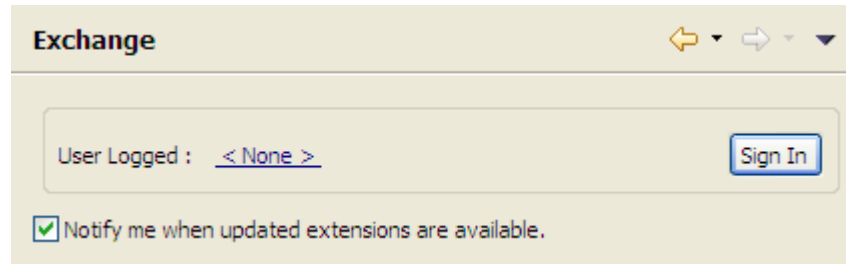 Exchange
User Logged : < None > Sign In
Notify me when updated extensions are available.